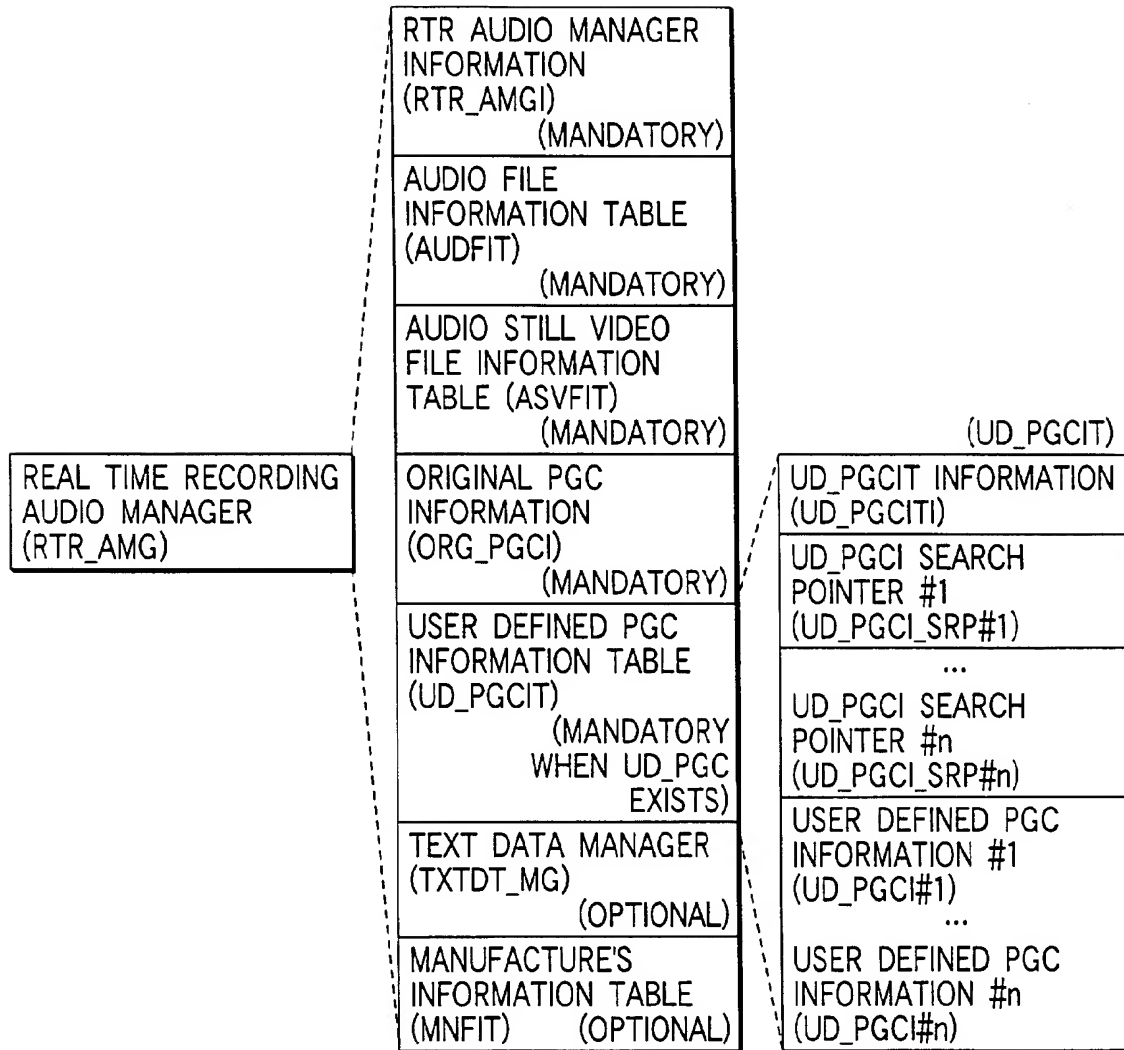 REAL TIME RECORDING
AUDIO MANAGER
(RTR_AMG)
RTR AUDIO MANAGER
INFORMATION
(RTR_AMGI)
(MANDATORY)
AUDIO FILE
INFORMATION TABLE
(AUDFIT)
(MANDATORY)
AUDIO STILL VIDEO
FILE INFORMATION
TABLE (ASVFIT)
(MANDATORY)
ORIGINAL PGC
INFORMATION
(ORG_PGCI)
(MANDATORY)
USER DEFINED PGC
INFORMATION TABLE
(UD_PGCIT)
(MANDATORY
WHEN UD_PGC
EXISTS)
TEXT DATA MANAGER
(TXTDT_MG)
(OPTIONAL)
MANUFACTURE'S
INFORMATION TABLE
(MNFIT) (OPTIONAL)
(UD_PGCIT)
UD_PGCIT INFORMATION
(UD_PGCITI)
UD_PGCI SEARCH
POINTER #1
(UD_PGCI_SRP#1)
...
UD_PGCI SEARCH
POINTER #n
(UD_PGCI_SRP#n)
USER DEFINED PGC
INFORMATION #1
(UD_PGCI#1)
...
USER DEFINED PGC
INFORMATION #n
(UD_PGCI#n)